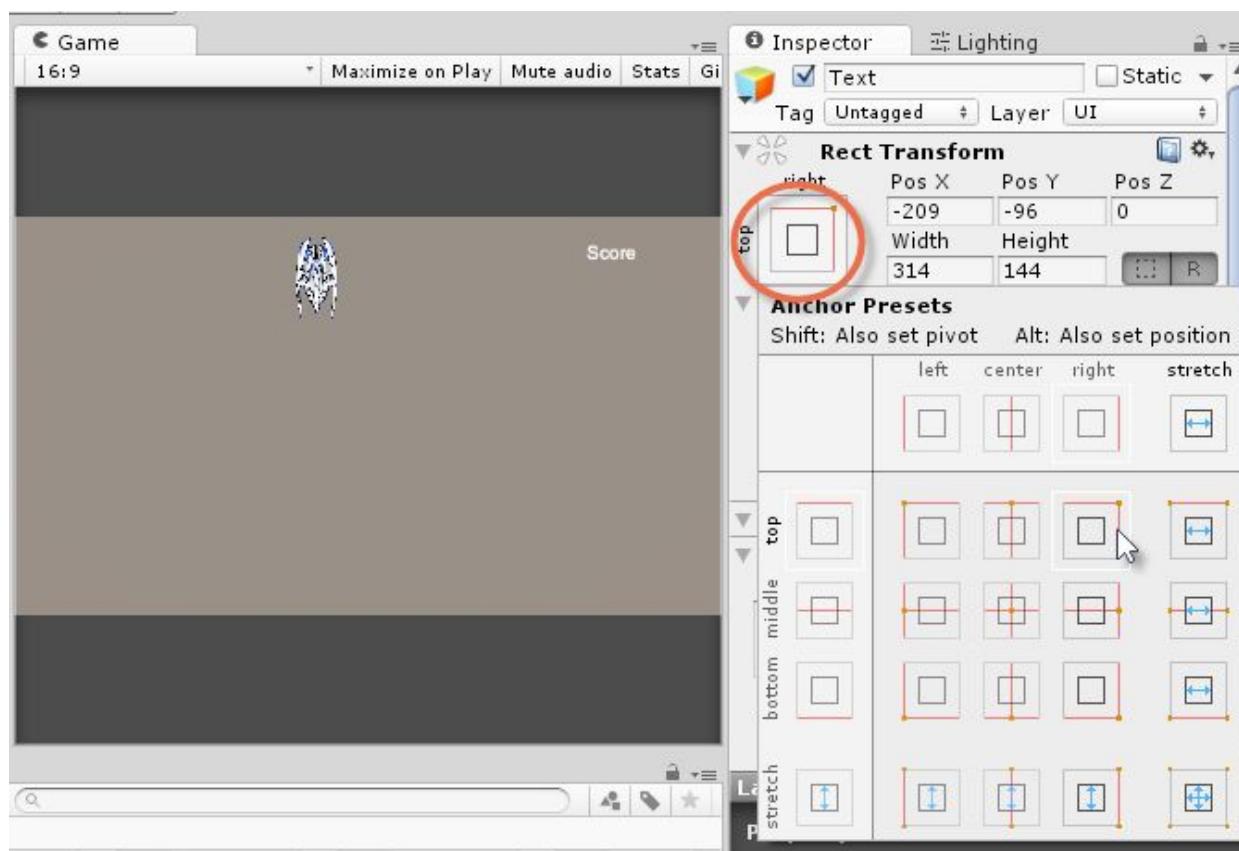 Game
16:9 Maximize on Play Mute audio Stats Gi
Score
Inspector Lighting
Text Static
Tag Untagged Layer UI
Rect Transform
right Pos X Pos Y Pos Z
-209 -96 0
top
Width Height
314 144
R
Anchor Presets
Shift: Also set pivot Alt: Also set position
left center right stretch
top
middle
bottom
stretch